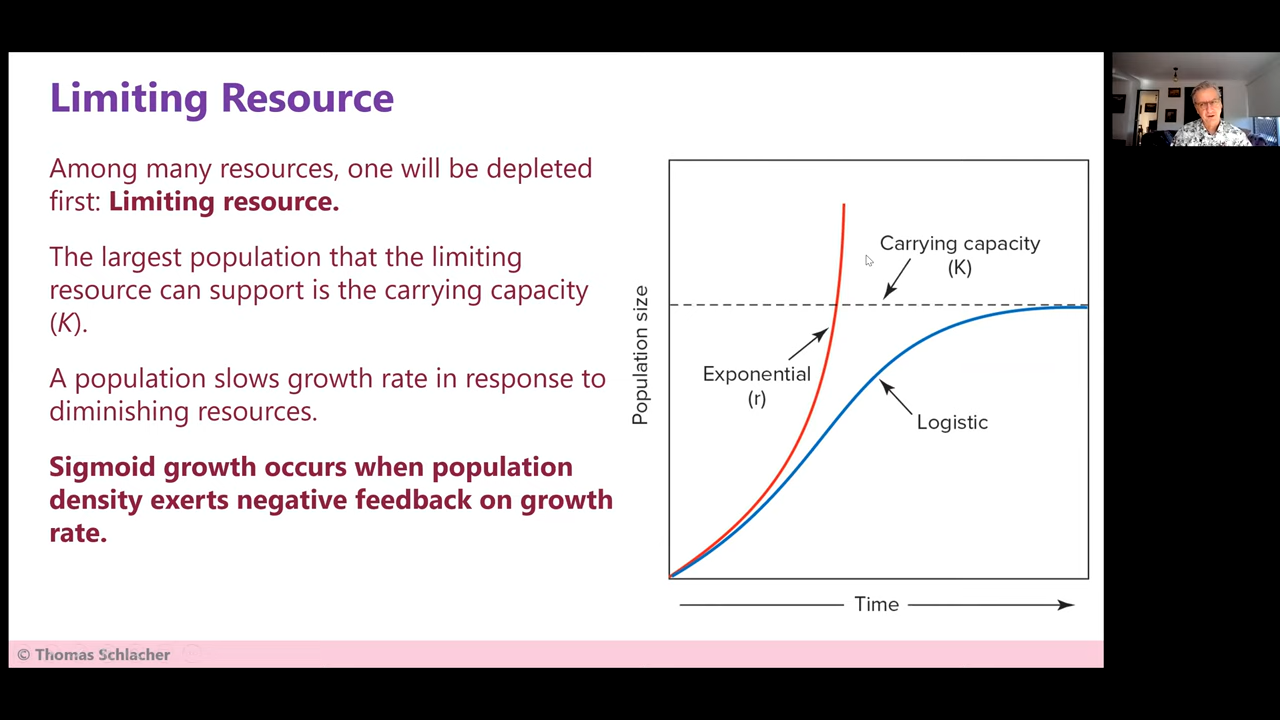 Limiting Resource
Among many resources, one will be depleted
first: Limiting resource.
The largest population that the limiting
resource can support is the carrying capacity
(K).
A population slows growth rate in response to
diminishing resources.
Sigmoid growth occurs when population
density exerts negative feedback on growth
rate.
Population size
Carrying capacity
(K)
Exponential
(r)
Logistic
Time
© Thomas Schlacher